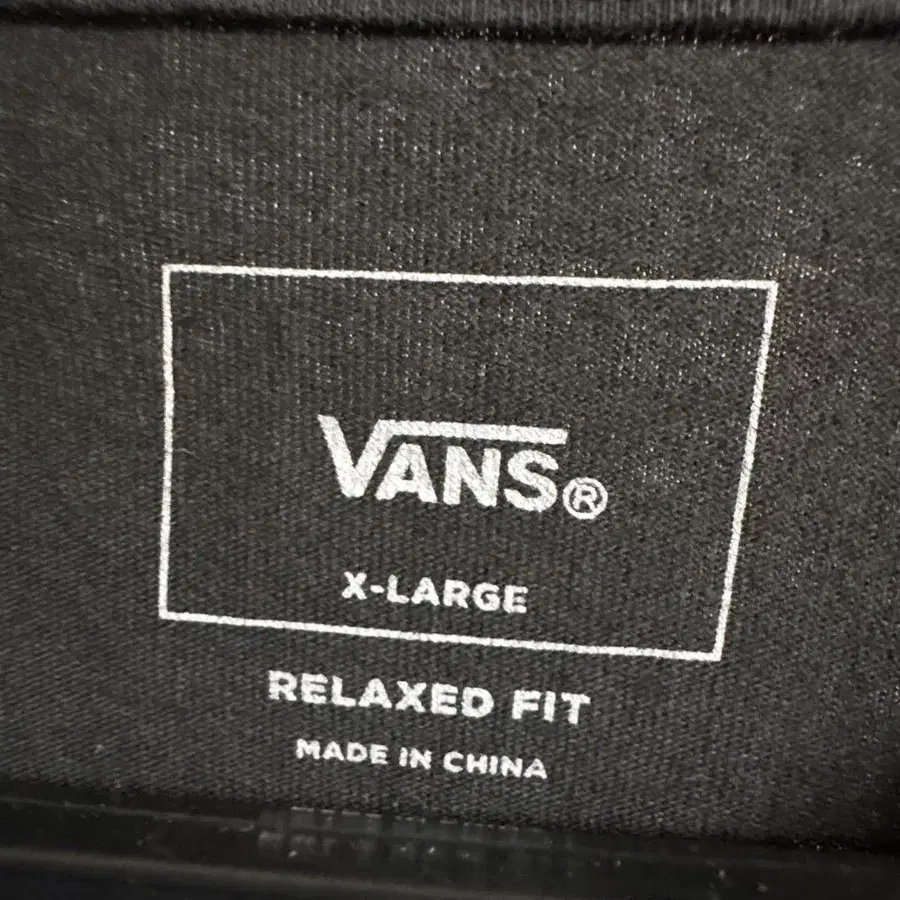 VANS®
X-LARGE
RELAXED FIT
MADE IN CHINA